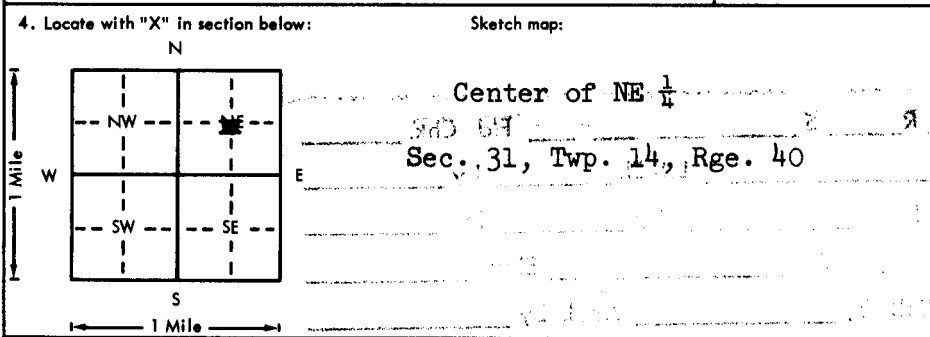 4. Locate with "X" in section below: Sketch map:
N
Center of NE 1/4
NW NE
Sec. 31, Twp. 14, Rge. 40
1 Mile
W E
SW SE
S
1 Mile